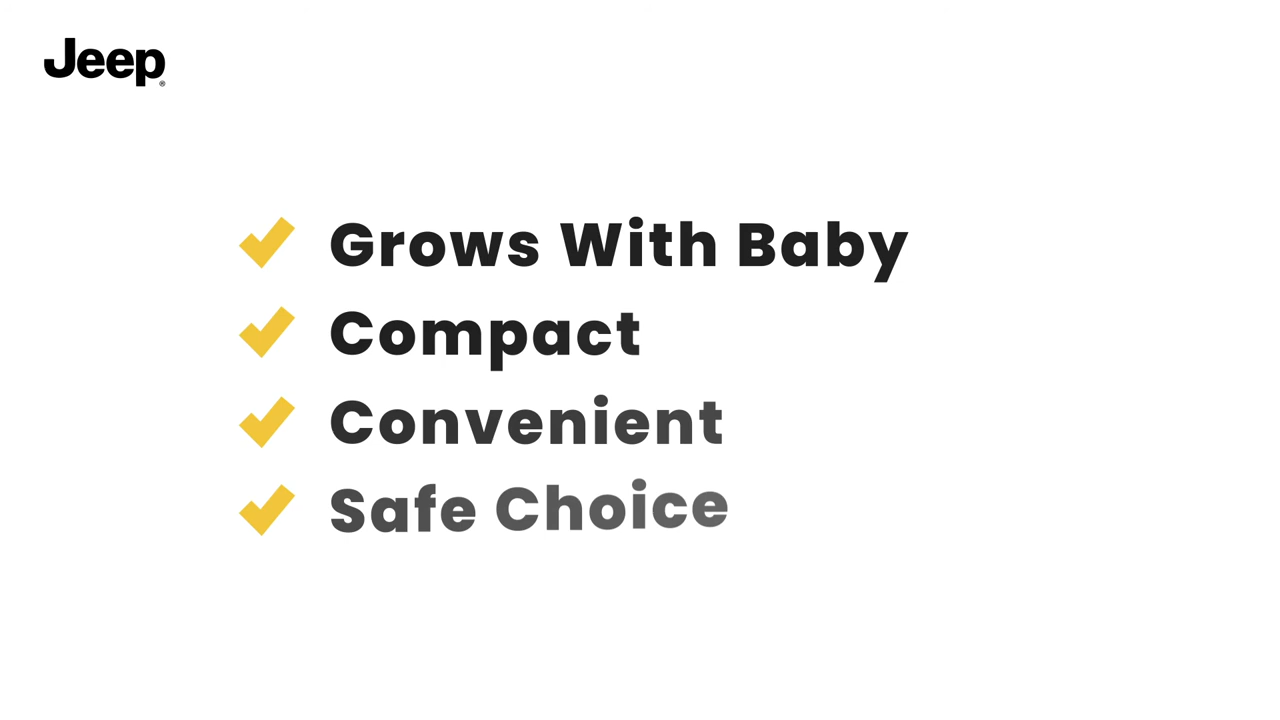 Jeep®
Grows With Baby
Compact
Convenient
Safe Choice